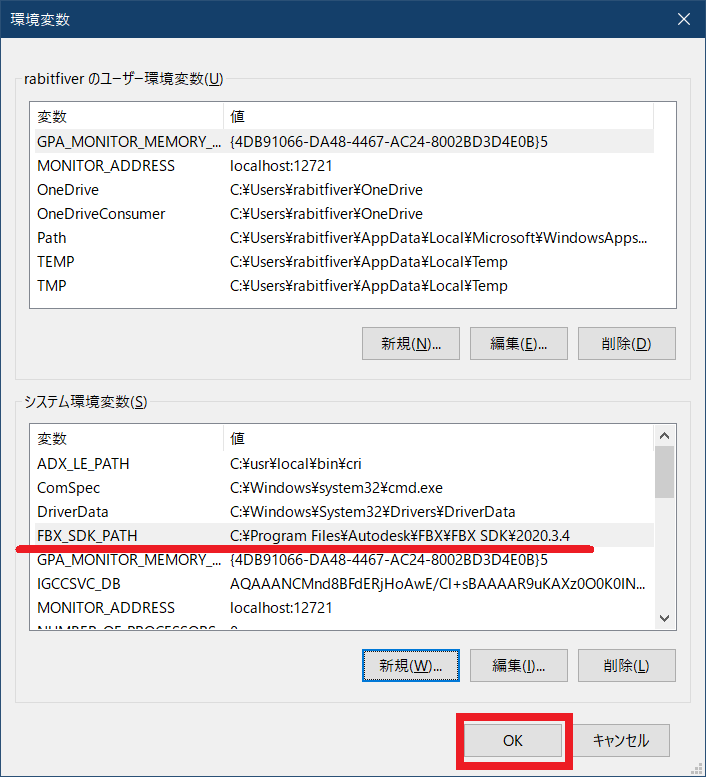 環境変数
rabitfiver のユーザー環境変数(U)
変数 値
GPA_MONITOR_MEMORY_... {4DB91066-DA48-4467-AC24-8002BD3D4E0B}5
MONITOR_ADDRESS localhost:12721
OneDrive C:¥Users¥rabitfiver¥OneDrive
OneDriveConsumer C:¥Users¥rabitfiver¥OneDrive
Path C:¥Users¥rabitfiver¥AppData¥Local¥Microsoft¥WindowsApps...
TEMP C:¥Users¥rabitfiver¥AppData¥Local¥Temp
TMP C:¥Users¥rabitfiver¥AppData¥Local¥Temp
新規(N)... 編集(E)... 削除(D)
システム環境変数(S)
変数 値
ADX_LE_PATH C:¥usr¥local¥bin¥cri
ComSpec C:¥Windows¥system32¥cmd.exe
DriverData C:¥Windows¥System32¥Drivers¥DriverData
FBX_SDK_PATH C:¥Program Files¥Autodesk¥FBX¥FBX SDK¥2020.3.4
GPA_MONITOR_MEMORY_... {4DB91066-DA48-4467-AC24-8002BD3D4E0B}5
IGCCSVC_DB AQAAANCMnd8BFdERjHoAwE/CI+sBAAAAR9uKAXz0O0K0IN...
MONITOR_ADDRESS localhost:12721
NUMBER_OF_PROCESSORS
新規(W)... 編集(I)... 削除(L)
OK キャンセル